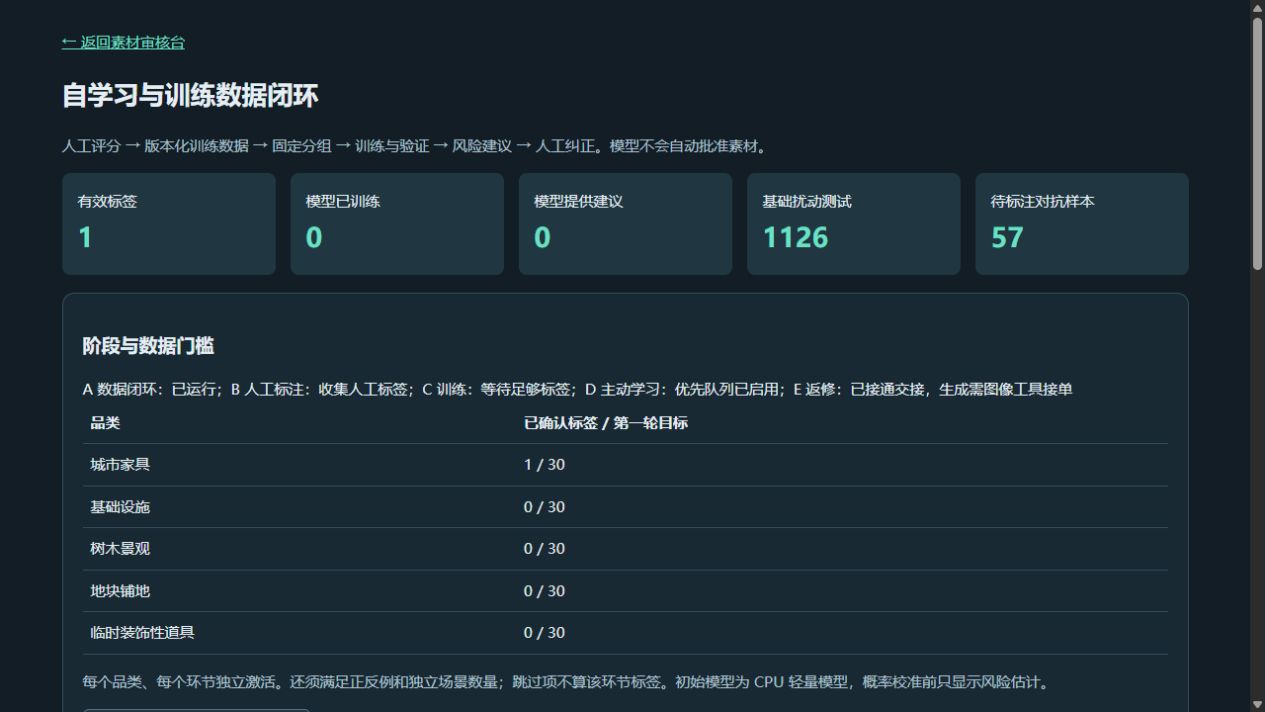 ← 返回素材审核台
自学习与训练数据闭环
人工评分 → 版本化训练数据 → 固定分组 → 训练与验证 → 风险建议 → 人工纠正。模型不会自动批准素材。
有效标签 模型已训练 模型提供建议 基础扰动测试 待标注对抗样本
1 0 0 1126 57
阶段与数据门槛
A 数据闭环：已运行；B 人工标注：收集人工标签；C 训练：等待足够标签；D 主动学习：优先队列已启用；E 返修：已接通交接，生成需图像工具接单
品类 已确认标签 / 第一轮目标
城市家具 1 / 30
基础设施 0 / 30
树木景观 0 / 30
地块铺地 0 / 30
临时装饰性道具 0 / 30
每个品类、每个环节独立激活。还须满足正反例和独立场景数量；跳过项不算该环节标签。初始模型为 CPU 轻量模型，概率校准前只显示风险估计。